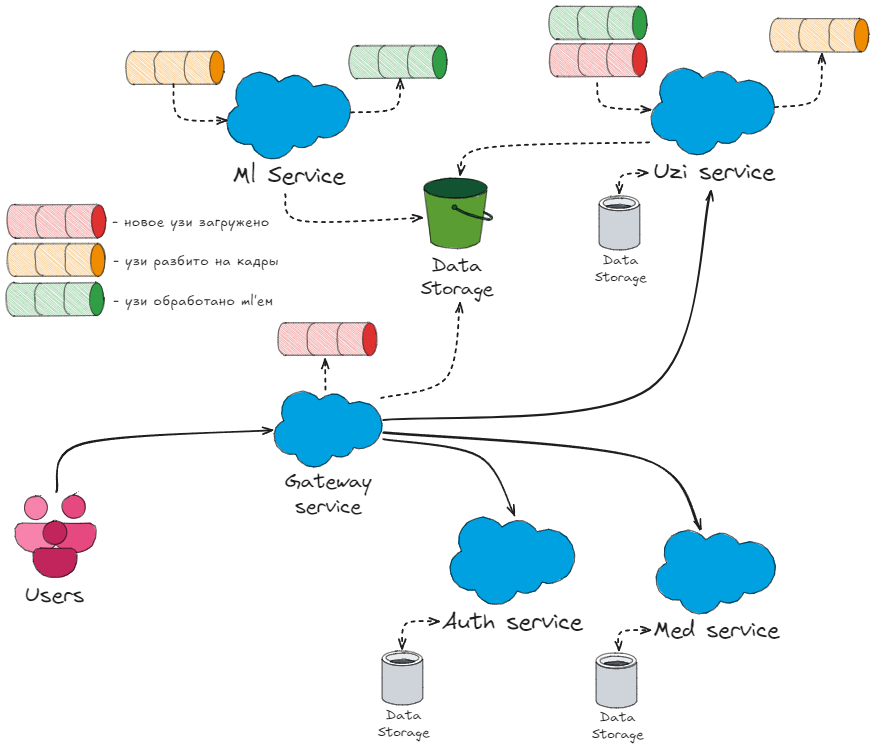 Ml Service
Uzi service
Data
Storage
- новое узи загружено
- узи разбито на кадры
- узи обработано ml'ем
Data
Storage
Gateway
service
Users
Auth service
Med service
Data
Storage
Data
Storage